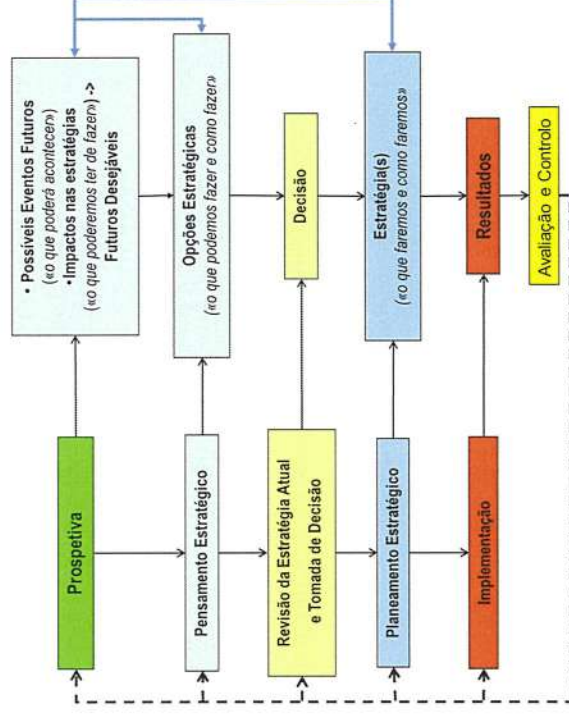 Prospetiva
• Possíveis Eventos Futuros
(«o que poderá acontecer»)
•Impactos nas estratégias
(«o que poderemos ter de fazer») ->
Futuros Desejáveis
Pensamento Estratégico
Opções Estratégicas
(«o que podemos fazer e como fazer»
Revisão da Estratégia Atual
e Tomada de Decisão
Decisão
Planeamento Estratégico
Estratégia(s)
(«o que faremos e como faremos»
Implementação
Resultados
Avaliação e Controlo